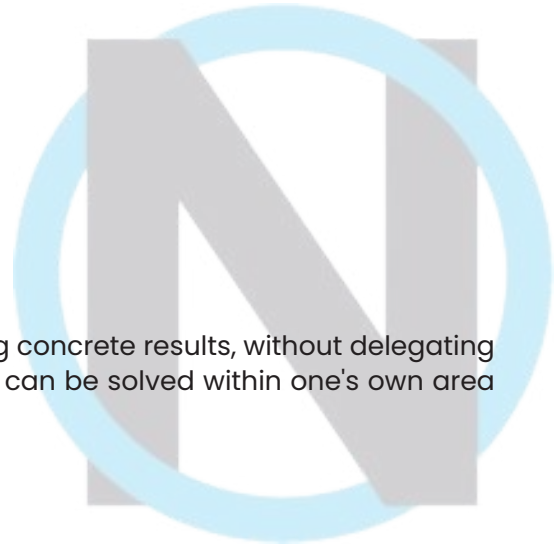 N
g concrete results, without delegating
can be solved within one's own area